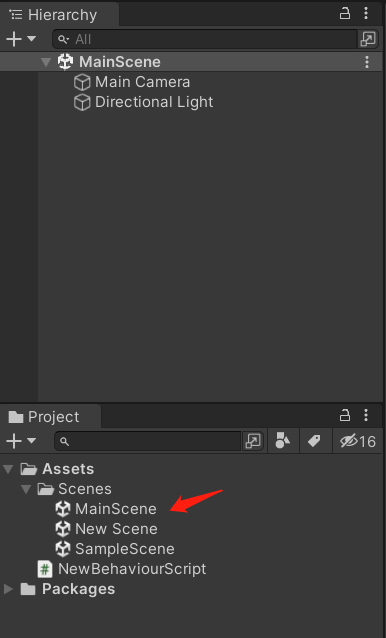 Hierarchy
All
MainScene
Main Camera
Directional Light
Project
16
Assets
Scenes
MainScene
New Scene
SampleScene
# NewBehaviourScript
Packages